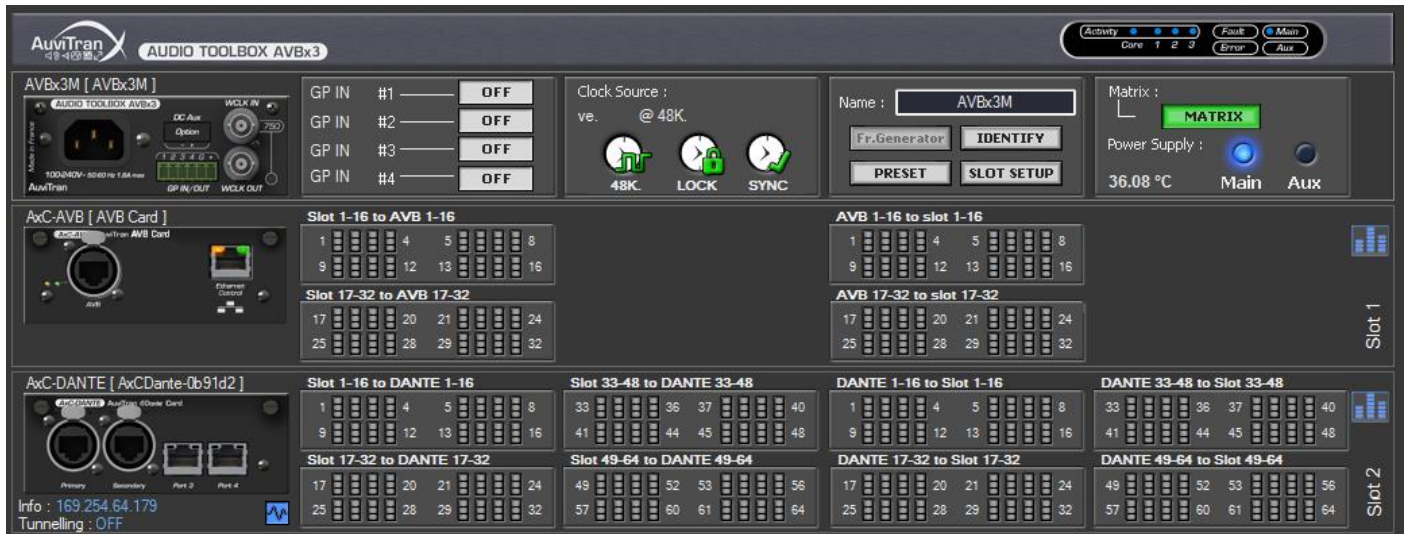 AuviTran
AUDIO TOOLBOX AVBx3
Activity
Core 1 2 3
Fault Main
Error Aux
AVBx3M [ AVBx3M ]
AUDIO TOOLBOX AVBx3
WCLK IN
DC Aux
Option
75Ω
Made in France
1 2 3 4 G +
100-240V~ 50/60 Hz 1.8A max
AuviTran
GP IN/OUT WCLK OUT
GP IN #1 OFF
GP IN #2 OFF
GP IN #3 OFF
GP IN #4 OFF
Clock Source :
ve. @ 48K.
48K. LOCK SYNC
Name : AVBx3M
Fr.Generator IDENTIFY
PRESET SLOT SETUP
Matrix :
MATRIX
Power Supply :
36.08 °C Main Aux
AxC-AVB [ AVB Card ]
AVB Card
Ethernet
Control
AVB
Slot 1-16 to AVB 1-16
1 4 5 8
9 12 13 16
Slot 17-32 to AVB 17-32
17 20 21 24
25 28 29 32
AVB 1-16 to slot 1-16
1 4 5 8
9 12 13 16
AVB 17-32 to slot 17-32
17 20 21 24
25 28 29 32
Slot 1
AxC-DANTE [ AxCDante-0b91d2 ]
AxC-DANTE AuviTran Card
Primary Secondary Port 3 Port 4
Info : 169.254.64.179
Tunnelling : OFF
Slot 1-16 to DANTE 1-16
1 4 5 8
9 12 13 16
Slot 17-32 to DANTE 17-32
17 20 21 24
25 28 29 32
Slot 33-48 to DANTE 33-48
33 36 37 40
41 44 45 48
Slot 49-64 to DANTE 49-64
49 52 53 56
57 60 61 64
DANTE 1-16 to Slot 1-16
1 4 5 8
9 12 13 16
DANTE 17-32 to Slot 17-32
17 20 21 24
25 28 29 32
DANTE 33-48 to Slot 33-48
33 36 37 40
41 44 45 48
DANTE 49-64 to Slot 49-64
49 52 53 56
57 60 61 64
Slot 2